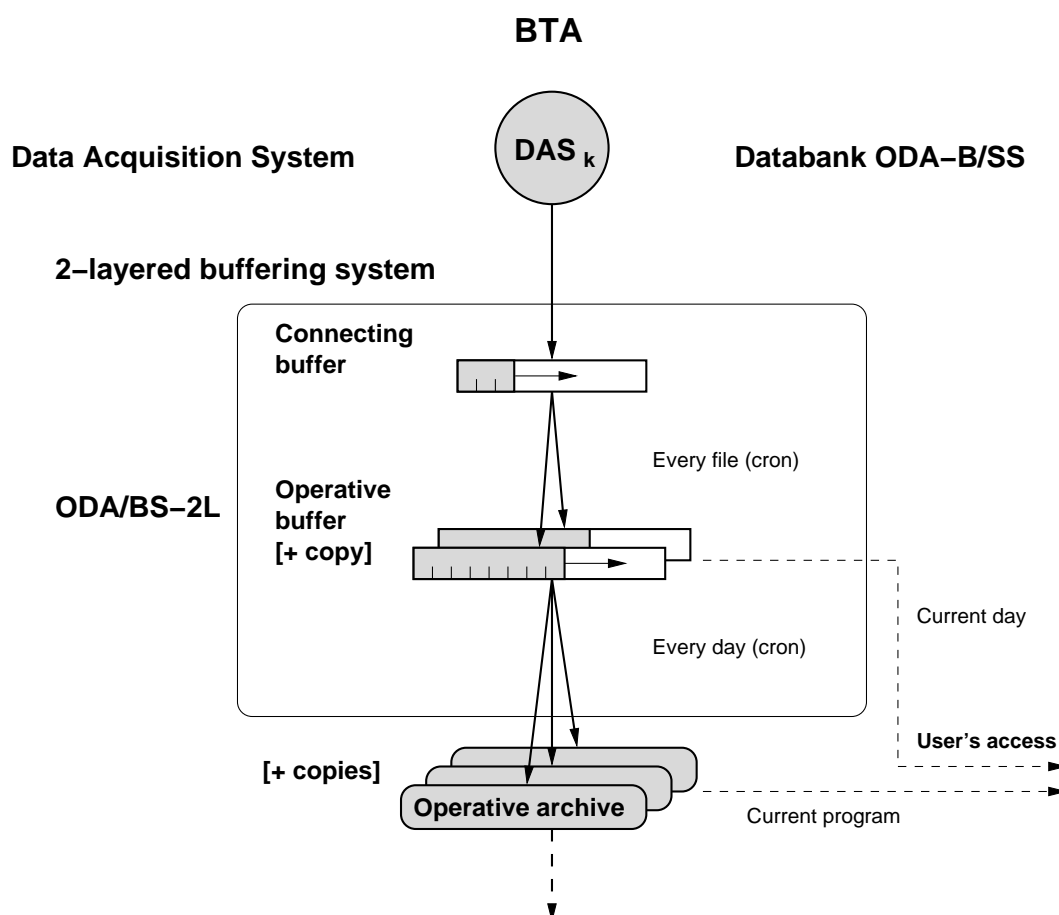 BTA
Data Acquisition System
DAS k
Databank ODA−B/SS
2−layered buffering system
Connecting
buffer
Every file (cron)
ODA/BS−2L
Operative
buffer
[+ copy]
Current day
Every day (cron)
User's access
[+ copies]
Operative archive
Current program